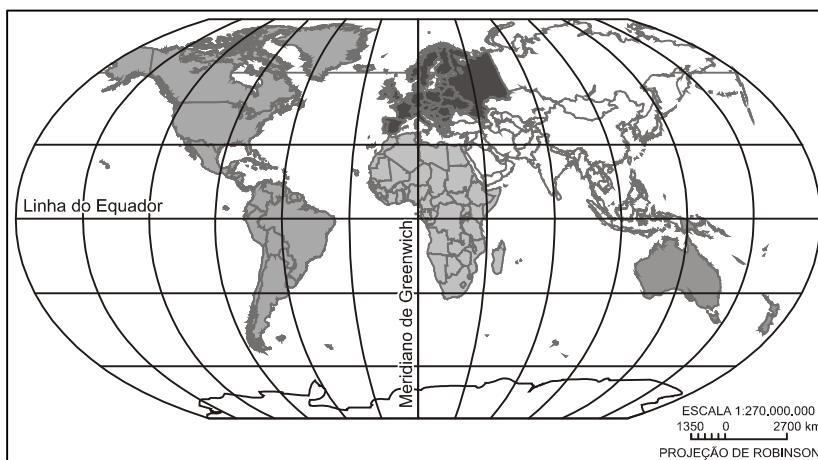 Linha do Equador
Meridiano de Greenwich
ESCALA 1:270.000.000
1350 0 2700 km
PROJEÇÃO DE ROBINSON